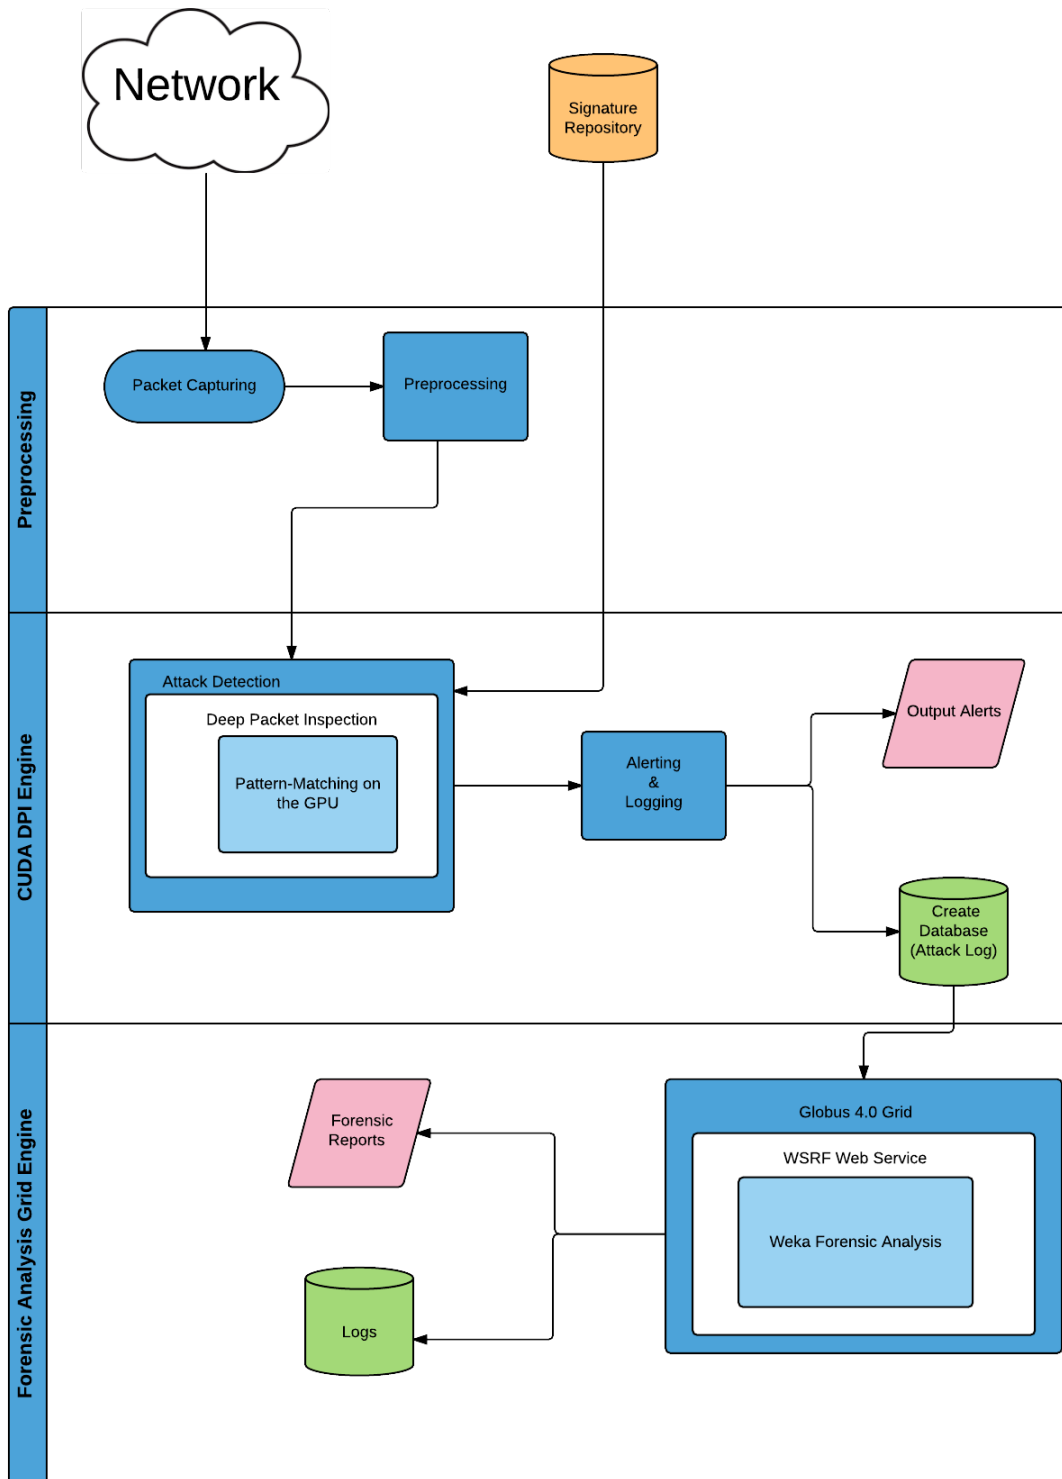 Network
Signature
Repository
Preprocessing
Packet Capturing
Preprocessing
CUDA DPI Engine
Attack Detection
Deep Packet Inspection
Pattern-Matching on
the GPU
Alerting
&
Logging
Output Alerts
Create
Database
(Attack Log)
Forensic Analysis Grid Engine
Forensic
Reports
Logs
Globus 4.0 Grid
WSRF Web Service
Weka Forensic Analysis